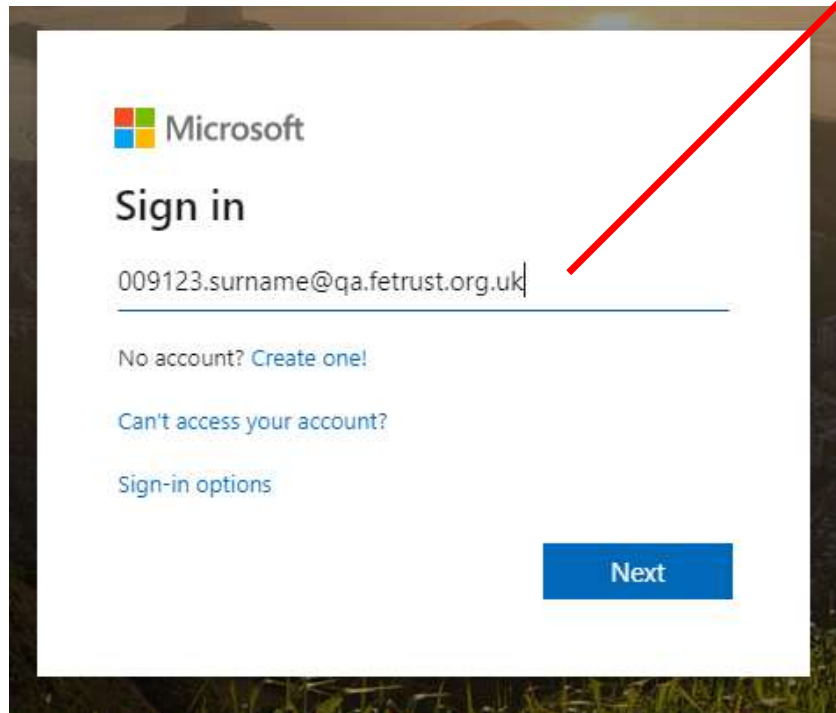 Microsoft
Sign in
009123.surname@qa.fetrust.org.uk
No account? Create one!
Can't access your account?
Sign-in options
Next